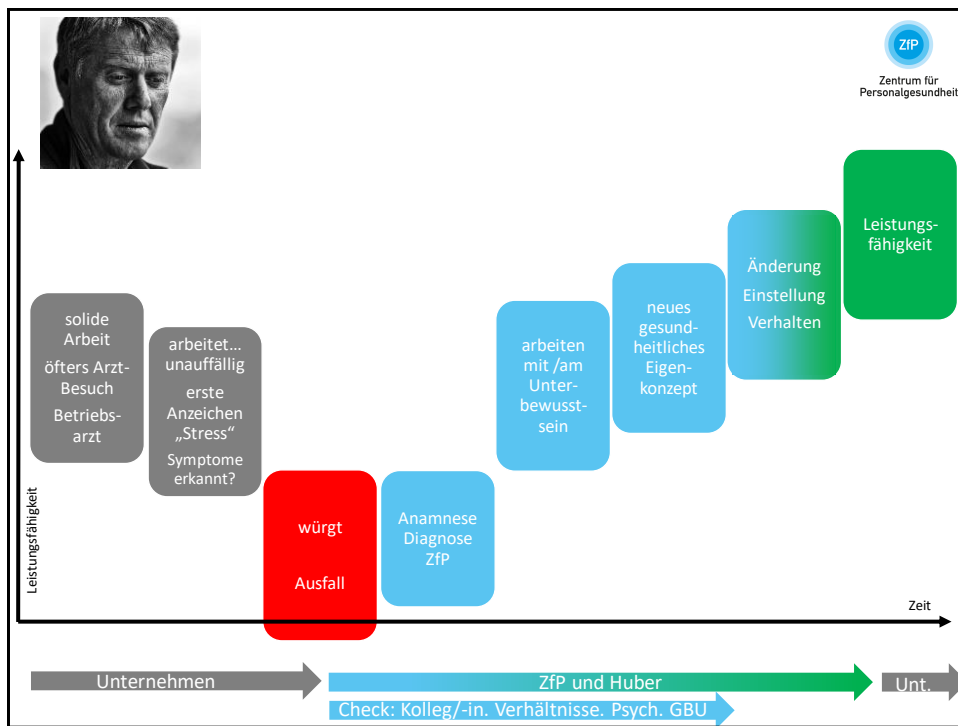 ZfP
Zentrum für
Personalgesundheit
solide
Arbeit
öfters Arzt-
Besuch
Betriebs-
arzt
arbeitet...
unauffällig
erste
Anzeichen
„Stress“
Symptome
erkannt?
würgt
Ausfall
Anamnese
Diagnose
ZfP
arbeiten
mit /am
Unter-
bewusst-
sein
neues
gesund-
heitliches
Eigen-
konzept
Änderung
Einstellung
Verhalten
Leistungs-
fähigkeit
Leistungsfähigkeit
Zeit
Unternehmen
ZfP und Huber
Unt.
Check: Kolleg/-in. Verhältnisse. Psych. GBU